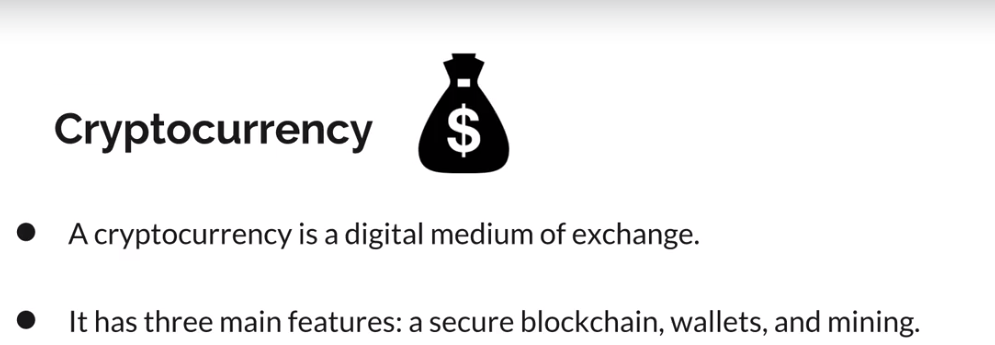 Cryptocurrency
$
● A cryptocurrency is a digital medium of exchange.
● It has three main features: a secure blockchain, wallets, and mining.